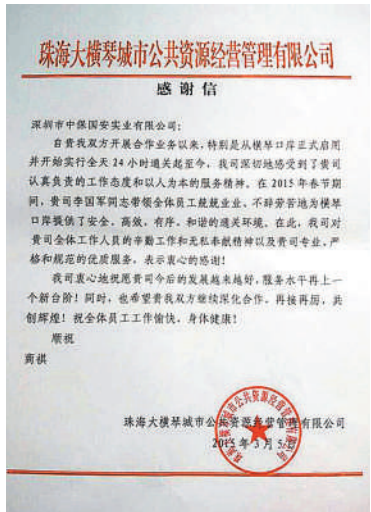 珠海大横琴城市公共资源经营管理有限公司
感谢信
深圳市中保国安实业有限公司:
自贵我双方开展合作业务以来,特别是从横琴口岸正式启用
并开始实行全天24小时通关起至今,我司深切地感受到了贵司
认真负责的工作态度和以人为本的服务精神。在2015年春节期
间,贵司李国军同志带领全体员工兢兢业业、不辞劳苦地为横琴
口岸提供了安全、高效、有序、和谐的通关环境。在此,我司对
贵司全体工作人员的辛勤工作和无私奉献精神以及贵司专业、严
格和规范的优质服务,表示衷心的感谢!
我司衷心地祝愿贵司今后的发展越来越好,服务水平再上一
个新台阶!同时,也希望贵我双方继续深化合作,再接再厉,共
创辉煌!祝全体员工工作愉快、身体健康!
顺祝
商祺
珠海大横琴城市公共资源经营管理有限公司
2015年3月5日